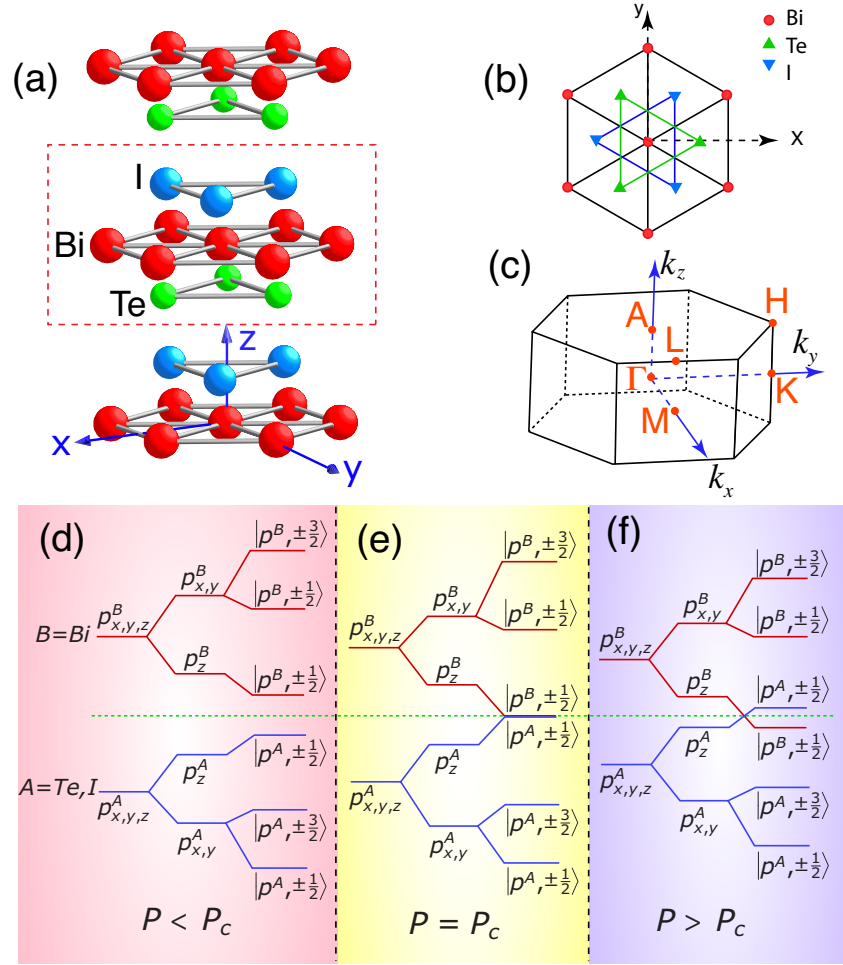 (a)
I
Bi
Te
z
x
y
(b)
y
x
Bi
Te
I
(c)
k_z
A
H
L
k_y
Γ
K
M
k_x
(d)
|p^B,±3/2⟩
p^B_{x,y}
p^B_{x,y,z}
|p^B,±1/2⟩
B=Bi
p^B_z
|p^B,±1/2⟩
|p^A,±1/2⟩
p^A_z
A=Te,I
p^A_{x,y,z}
|p^A,±3/2⟩
p^A_{x,y}
|p^A,±1/2⟩
P < P_c
(e)
|p^B,±3/2⟩
p^B_{x,y}
p^B_{x,y,z}
|p^B,±1/2⟩
p^B_z
|p^B,±1/2⟩
|p^A,±1/2⟩
p^A_z
p^A_{x,y,z}
|p^A,±3/2⟩
p^A_{x,y}
|p^A,±1/2⟩
P = P_c
(f)
|p^B,±3/2⟩
p^B_{x,y}
p^B_{x,y,z}
|p^B,±1/2⟩
p^B_z
|p^A,±1/2⟩
|p^B,±1/2⟩
p^A_z
p^A_{x,y,z}
|p^A,±3/2⟩
p^A_{x,y}
|p^A,±1/2⟩
P > P_c